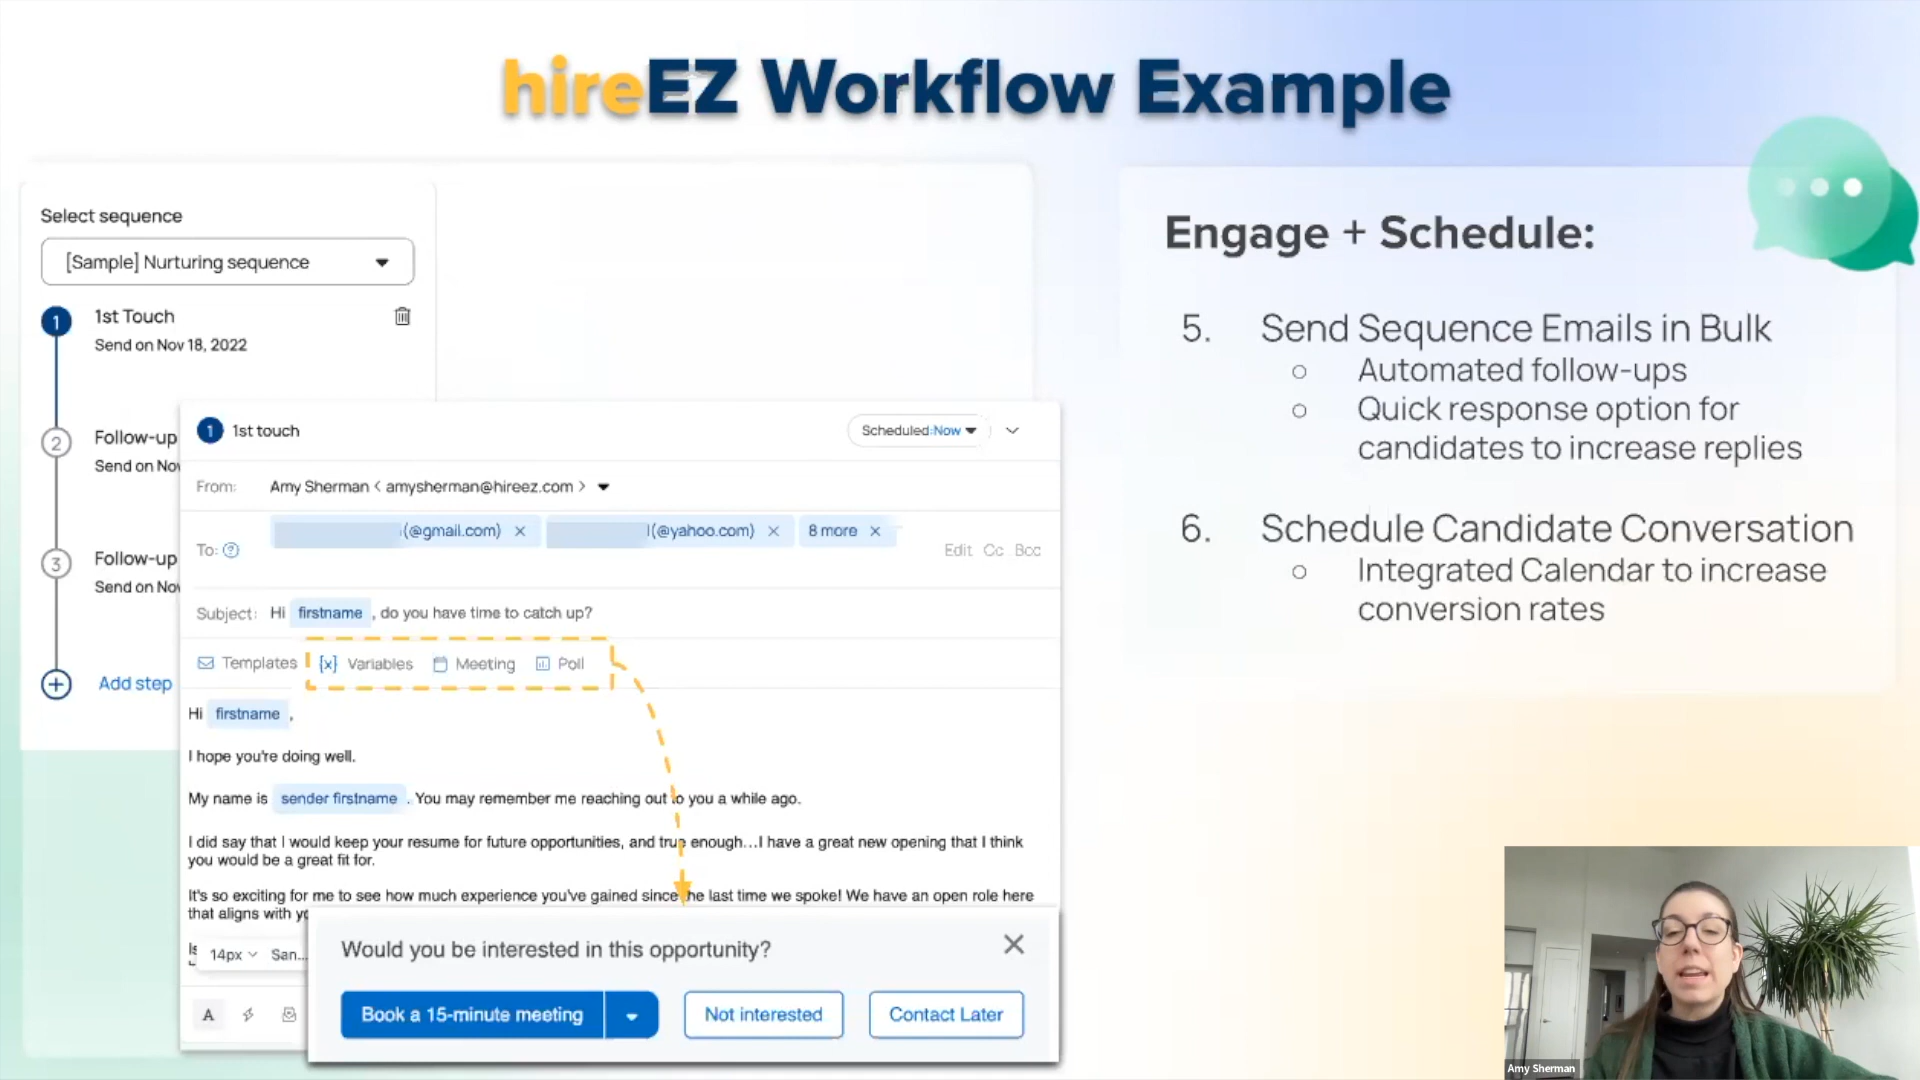 hireEZ Workflow Example
Select sequence
[Sample] Nurturing sequence
1
1st Touch
Send on Nov 18, 2022
2
Follow-up
Send on Nov
3
Follow-up
Send on Nov
Add step
1
1st touch
Scheduled:Now
From:
Amy Sherman < amysherman@hireez.com >
To:
(@gmail.com)
(@yahoo.com)
8 more
Edit Cc Bcc
Subject: Hi firstname , do you have time to catch up?
Templates
{x} Variables
Meeting
Poll
Hi firstname ,
I hope you're doing well.
My name is sender firstname . You may remember me reaching out to you a while ago.
I did say that I would keep your resume for future opportunities, and true enough...I have a great new opening that I think
you would be a great fit for.
It's so exciting for me to see how much experience you've gained since the last time we spoke! We have an open role here
that aligns with
14px
San...
A
Would you be interested in this opportunity?
Book a 15-minute meeting
Not interested
Contact Later
Engage + Schedule:
5. Send Sequence Emails in Bulk
Automated follow-ups
Quick response option for
candidates to increase replies
6. Schedule Candidate Conversation
Integrated Calendar to increase
conversion rates
Amy Sherman